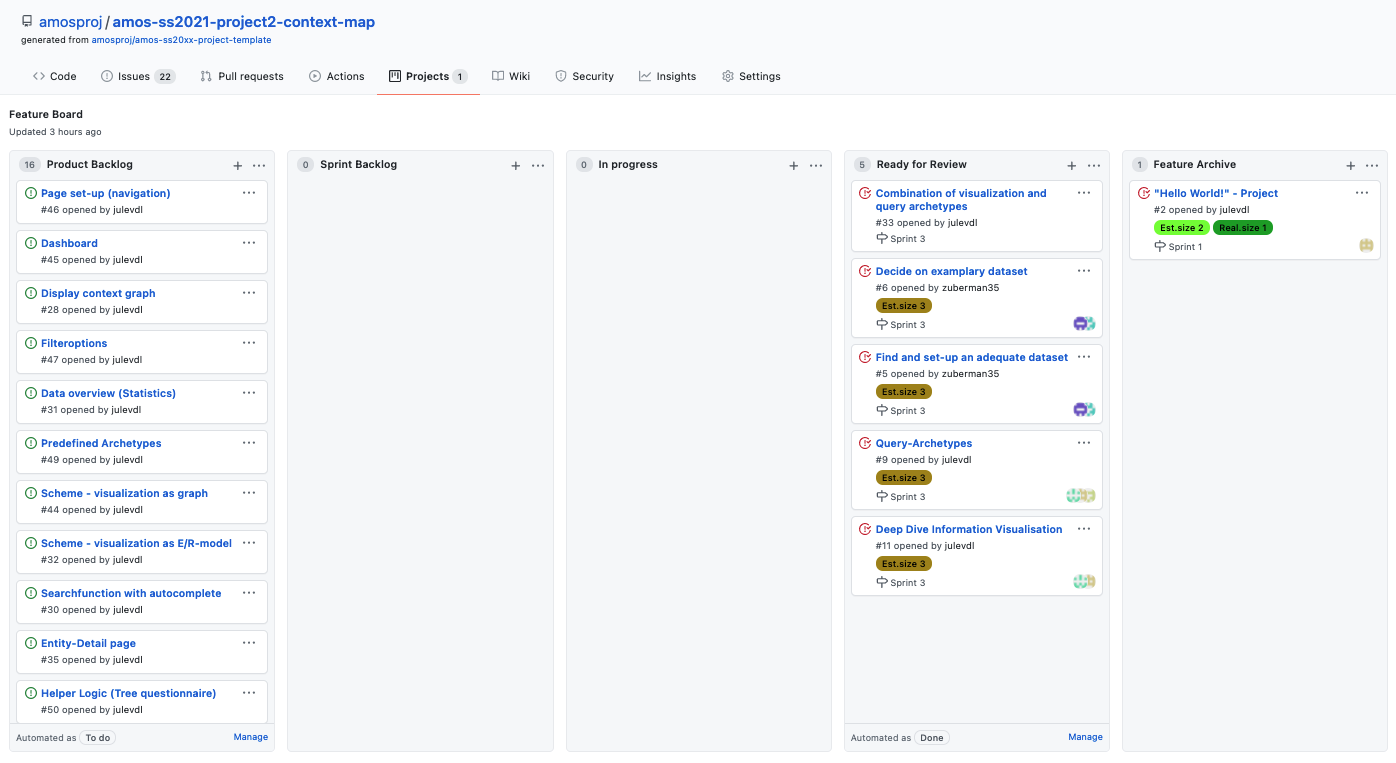 amosproj / amos-ss2021-project2-context-map
generated from amosproj/amos-ss20xx-project-template
Code Issues 22 Pull requests Actions Projects 1 Wiki Security Insights Settings
Feature Board
Updated 3 hours ago
16 Product Backlog
Page set-up (navigation)
#46 opened by julevdl
Dashboard
#45 opened by julevdl
Display context graph
#28 opened by julevdl
Filteroptions
#47 opened by julevdl
Data overview (Statistics)
#31 opened by julevdl
Predefined Archetypes
#49 opened by julevdl
Scheme - visualization as graph
#44 opened by julevdl
Scheme - visualization as E/R-model
#32 opened by julevdl
Searchfunction with autocomplete
#30 opened by julevdl
Entity-Detail page
#35 opened by julevdl
Helper Logic (Tree questionnaire)
#50 opened by julevdl
Automated as To do Manage
0 Sprint Backlog
0 In progress
5 Ready for Review
Combination of visualization and
query archetypes
#33 opened by julevdl
Sprint 3
Decide on examplary dataset
#6 opened by zuberman35
Est.size 3
Sprint 3
Find and set-up an adequate dataset
#5 opened by zuberman35
Est.size 3
Sprint 3
Query-Archetypes
#9 opened by julevdl
Est.size 3
Sprint 3
Deep Dive Information Visualisation
#11 opened by julevdl
Est.size 3
Sprint 3
Automated as Done Manage
1 Feature Archive
"Hello World!" - Project
#2 opened by julevdl
Est.size 2 Real.size 1
Sprint 1